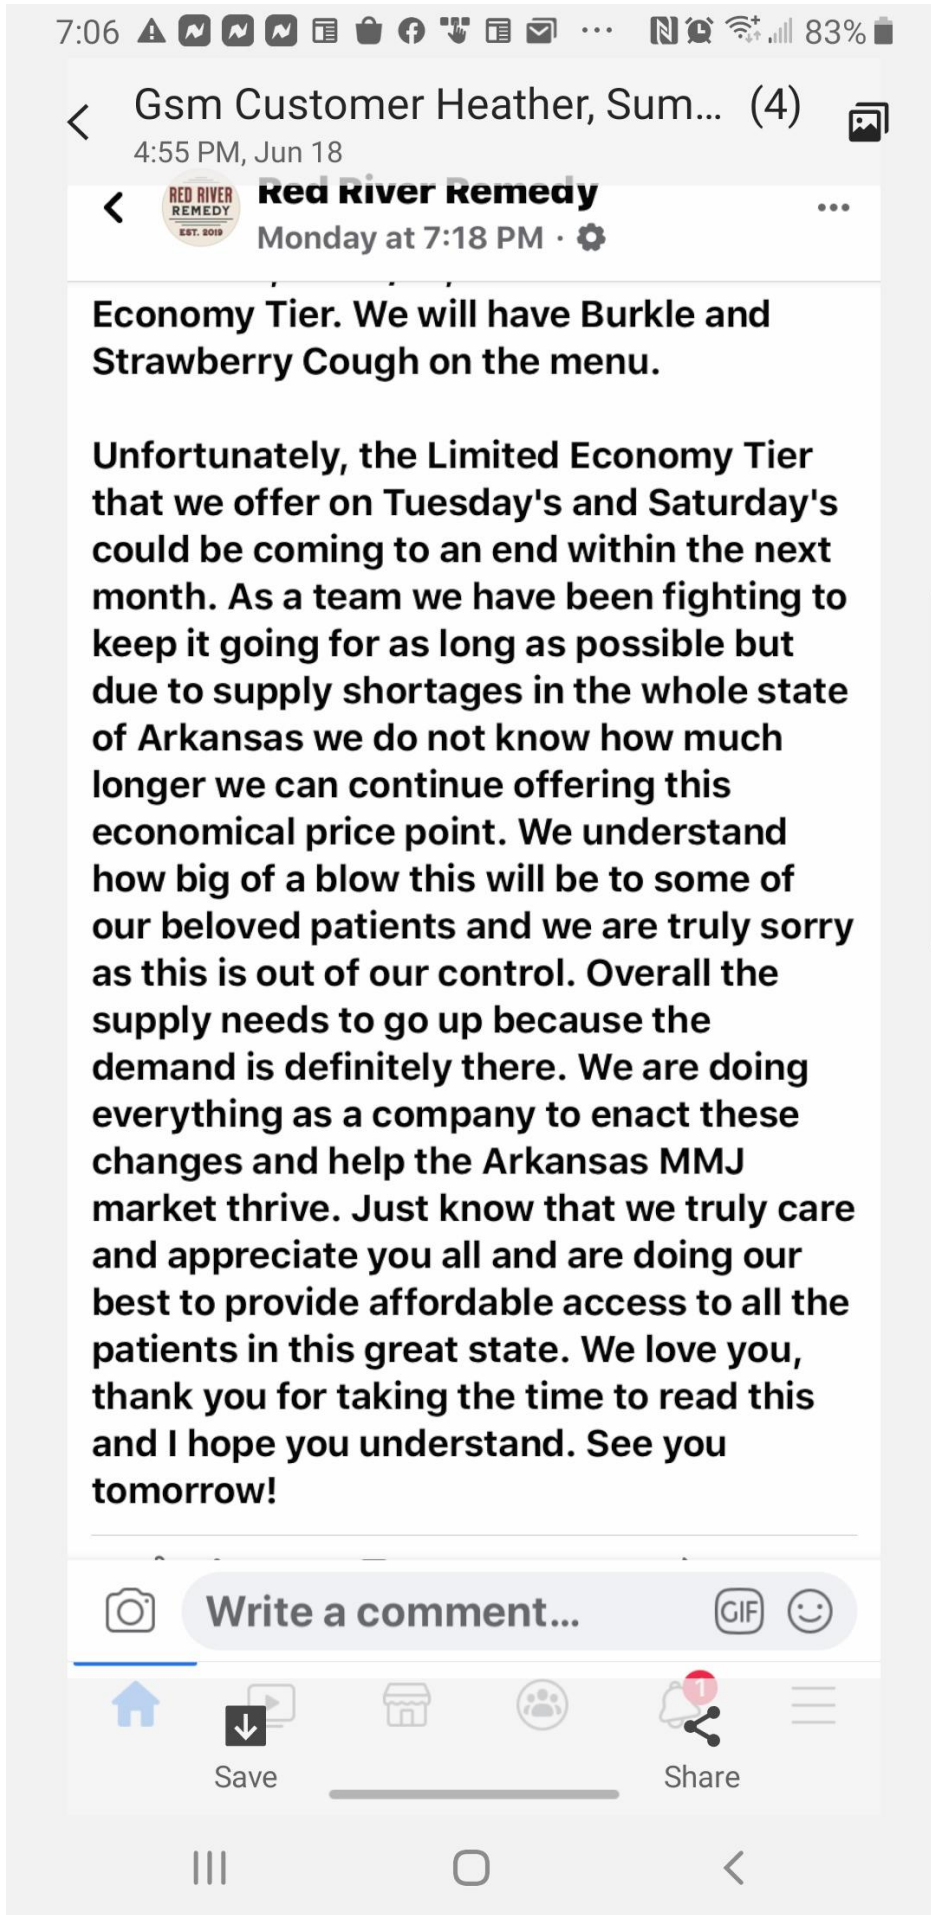 7:06 83%
Gsm Customer Heather, Sum... (4)
4:55 PM, Jun 18
RED RIVER
REMEDY
EST. 2019
Red River Remedy
Monday at 7:18 PM ·
Economy Tier. We will have Burkle and
Strawberry Cough on the menu.
Unfortunately, the Limited Economy Tier
that we offer on Tuesday's and Saturday's
could be coming to an end within the next
month. As a team we have been fighting to
keep it going for as long as possible but
due to supply shortages in the whole state
of Arkansas we do not know how much
longer we can continue offering this
economical price point. We understand
how big of a blow this will be to some of
our beloved patients and we are truly sorry
as this is out of our control. Overall the
supply needs to go up because the
demand is definitely there. We are doing
everything as a company to enact these
changes and help the Arkansas MMJ
market thrive. Just know that we truly care
and appreciate you all and are doing our
best to provide affordable access to all the
patients in this great state. We love you,
thank you for taking the time to read this
and I hope you understand. See you
tomorrow!
Write a comment...
GIF
1
Save
Share